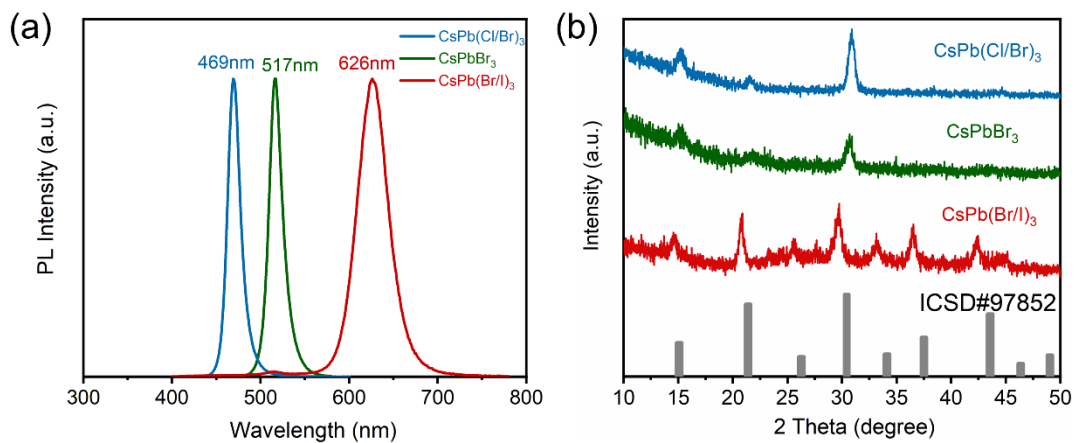 (a)
CsPb(Cl/Br)₃
CsPbBr₃
CsPb(Br/I)₃
469nm
517nm
626nm
PL Intensity (a.u.)
300
400
500
600
700
800
Wavelength (nm)
(b)
CsPb(Cl/Br)₃
CsPbBr₃
CsPb(Br/I)₃
ICSD#97852
Intensity (a.u.)
10
15
20
25
30
35
40
45
50
2 Theta (degree)